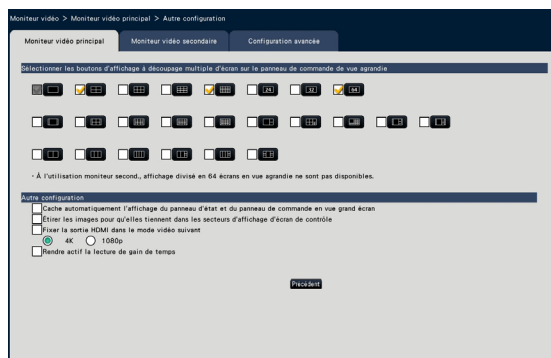 Moniteur vidéo > Moniteur vidéo principal > Autre configuration
Moniteur vidéo principal Moniteur vidéo secondaire Configuration avancée
Sélectionner les boutons d'affichage à découpage multiple d'écran sur le panneau de commande de vue agrandie
24 32 64
・À l'utilisation moniteur second., affichage divisé en 64 écrans en vue agrandie ne sont pas disponibles.
Autre configuration
Cache automatiquement l'affichage du panneau d'état et du panneau de commande en vue grand écran
Étirer les images pour qu'elles tiennent dans les secteurs d'affichage d'écran de contrôle
Fixer la sortie HDMI dans le mode vidéo suivant
4K 1080p
Rendre actif la lecture de gain de temps
Précédent